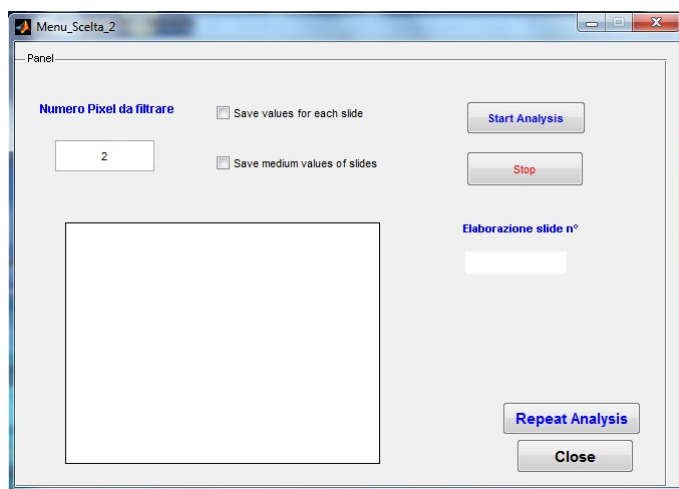 Menu_Scelta_2
Panel
Numero Pixel da filtrare
Save values for each slide
Start Analysis
2
Save medium values of slides
Stop
Elaborazione slide n°
Repeat Analysis
Close